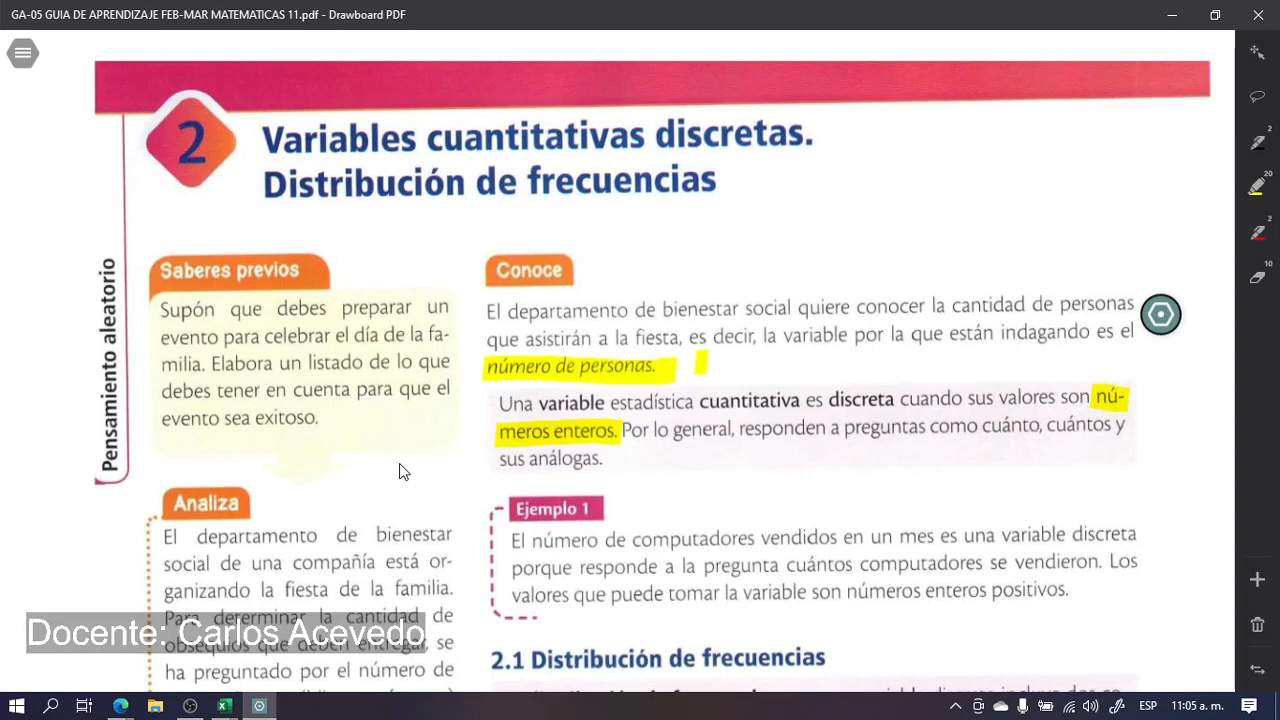 GA-05 GUIA DE APRENDIZAJE FEB-MAR MATEMATICAS 11.pdf - Drawboard PDF
2
Variables cuantitativas discretas.
Distribución de frecuencias
Pensamiento aleatorio
Saberes previos
Supón que debes preparar un
evento para celebrar el día de la fa-
milia. Elabora un listado de lo que
debes tener en cuenta para que el
evento sea exitoso.
Analiza
El departamento de bienestar
social de una compañía está or-
ganizando la fiesta de la familia.
Para determinar la cantidad de
obsequios que deben entregar, se
ha preguntado por el número de
Docente: Carlos Acevedo
Conoce
El departamento de bienestar social quiere conocer la cantidad de personas
que asistirán a la fiesta, es decir, la variable por la que están indagando es el
número de personas.
Una variable estadística cuantitativa es discreta cuando sus valores son nú-
meros enteros. Por lo general, responden a preguntas como cuánto, cuántos y
sus análogas.
Ejemplo 1
El número de computadores vendidos en un mes es una variable discreta
porque responde a la pregunta cuántos computadores se vendieron. Los
valores que puede tomar la variable son números enteros positivos.
2.1 Distribución de frecuencias
2
20
2
10
ESP
11:05 a. m.